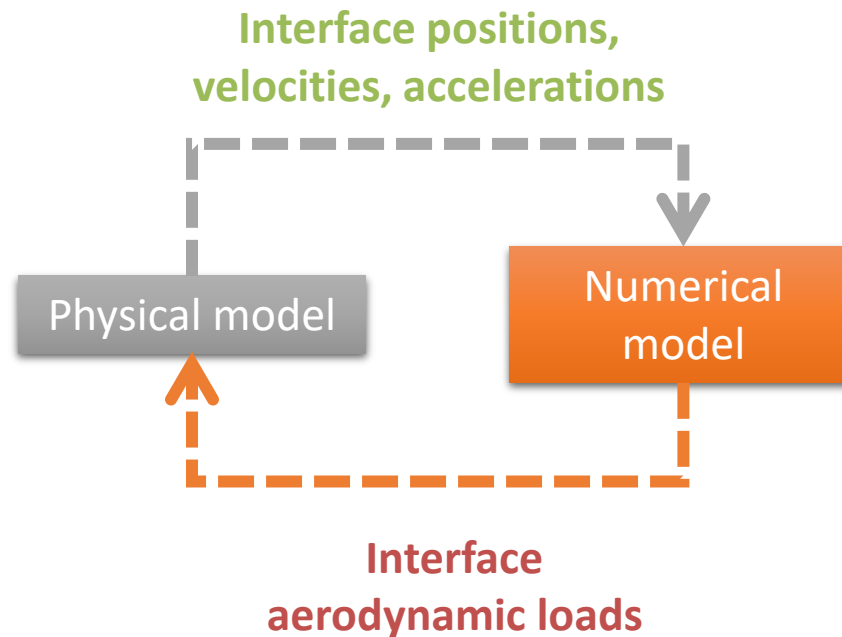 Interface positions,
velocities, accelerations
Physical model
Numerical
model
Interface
aerodynamic loads